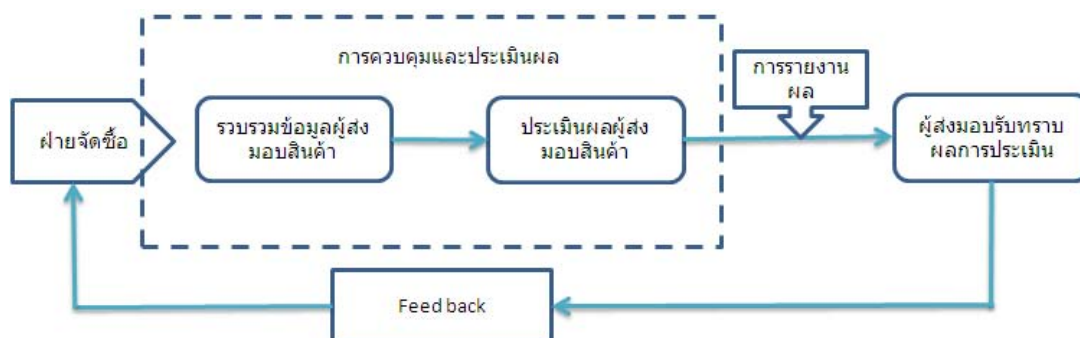 การควบคุมและประเมินผล
การรายงาน
ผล
ฝ่ายจัดซื้อ
รวบรวมข้อมูลผู้ส่ง
มอบสินค้า
ประเมินผลผู้ส่ง
มอบสินค้า
ผู้ส่งมอบรับทราบ
ผลการประเมิน
Feed back